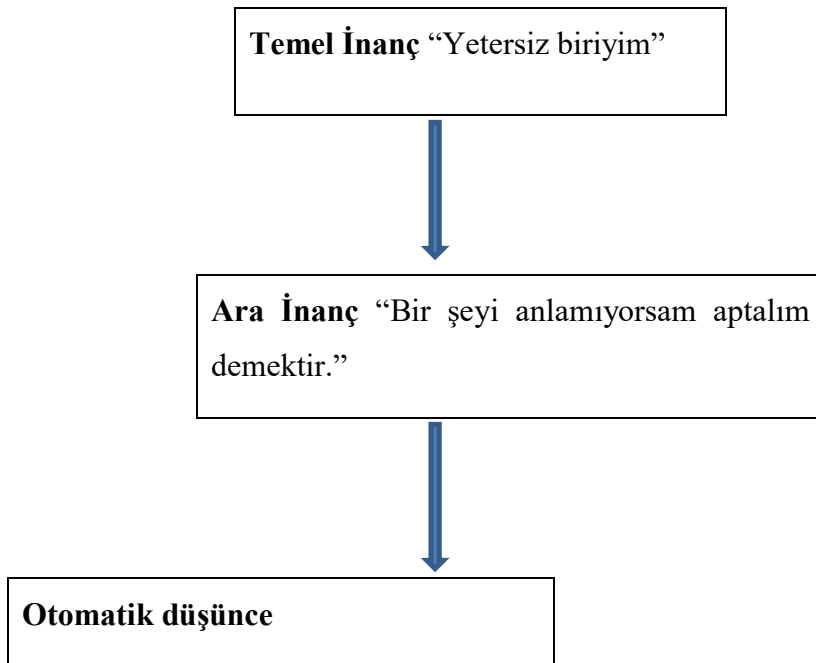 Temel İnanç “Yetersiz biriyim”
Ara İnanç “Bir şeyi anlamıyorsam aptalım
demektir.”
Otomatik düşünce